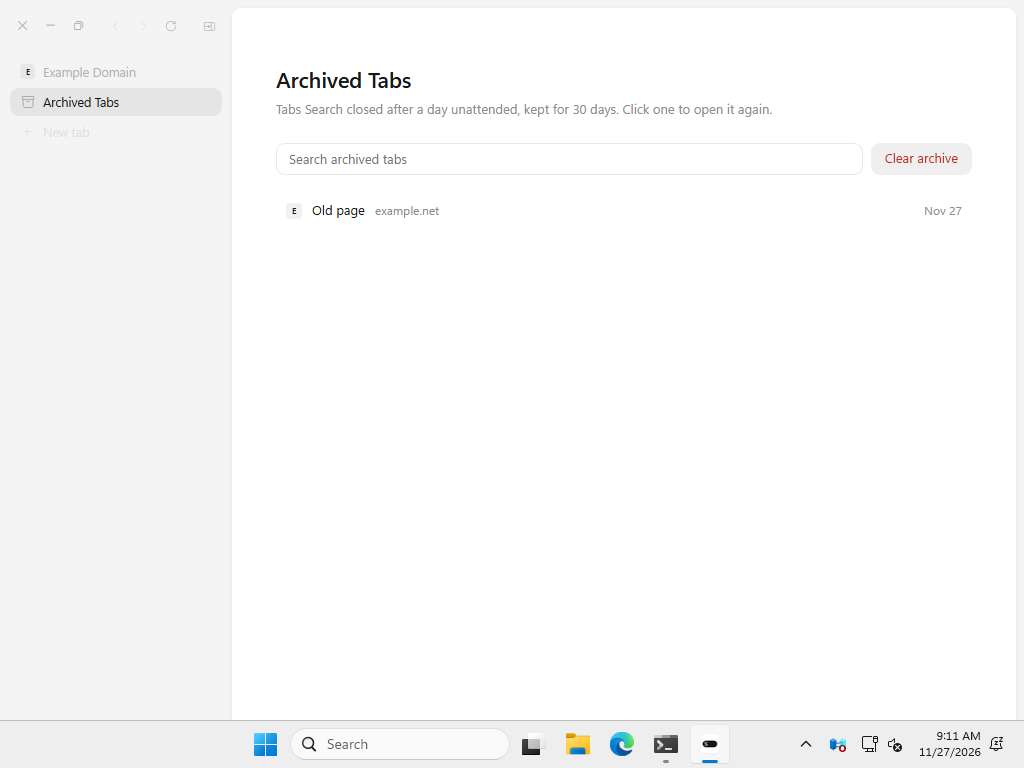 E Example Domain
Archived Tabs
New tab
Archived Tabs
Tabs Search closed after a day unattended, kept for 30 days. Click one to open it again.
Search archived tabs
Clear archive
E Old page example.net Nov 27
Search
9:11 AM
11/27/2026